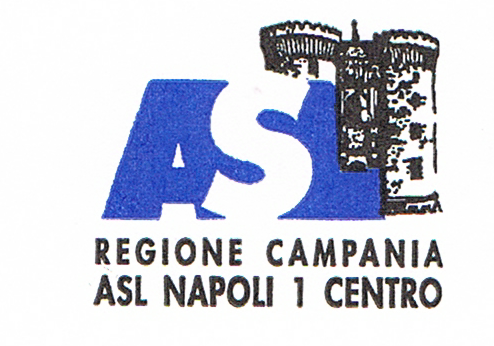 ASL
REGIONE CAMPANIA
ASL NAPOLI 1 CENTRO